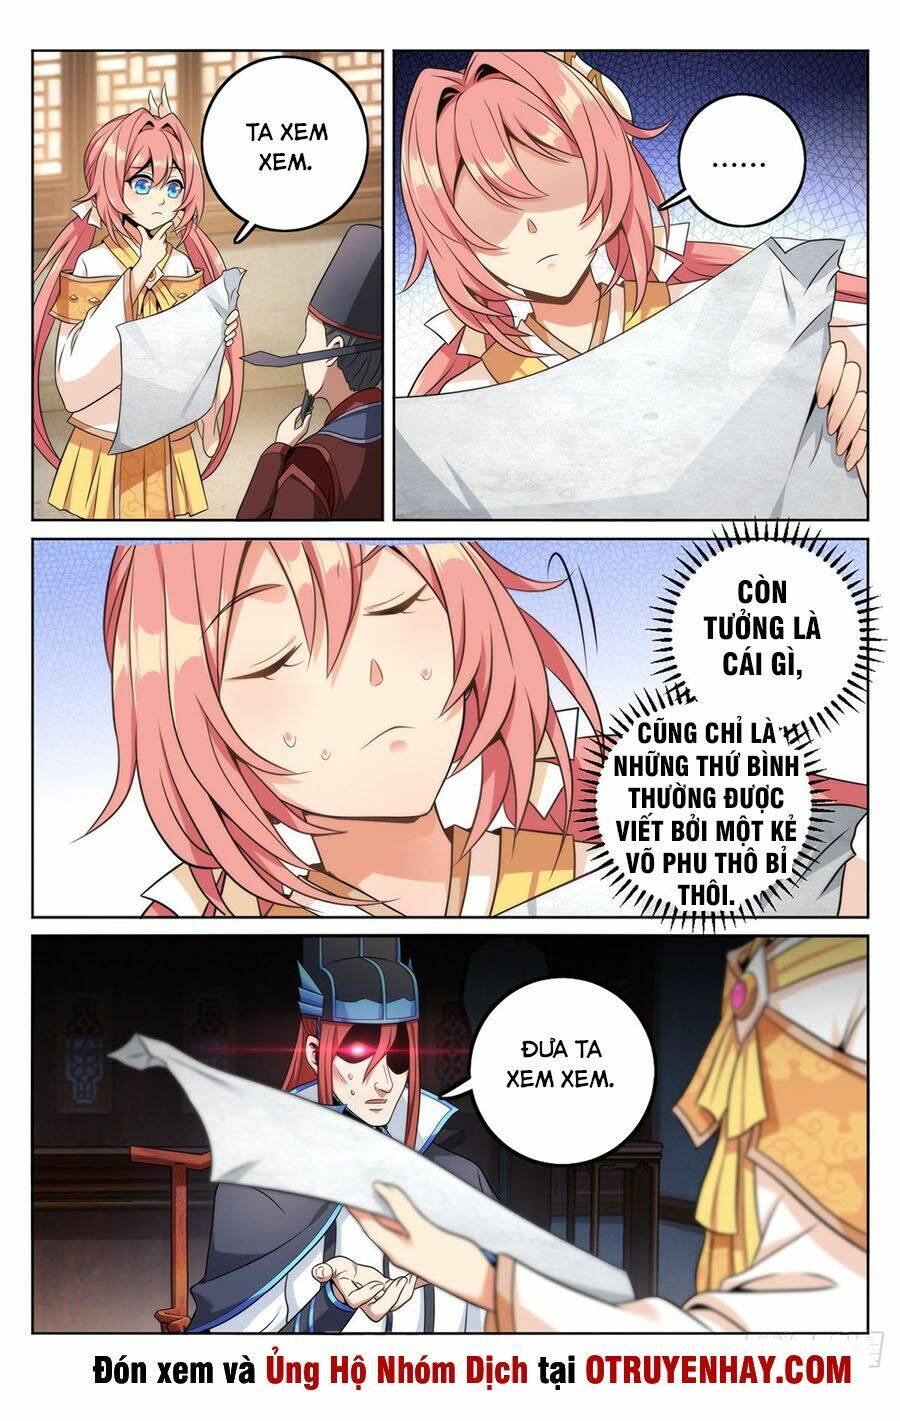 TA XEM
XEM.
......
CÒN
TƯỞNG LÀ
CÁI GÌ,
CŨNG CHỈ LÀ
NHỮNG THỨ BÌNH
THƯỜNG ĐƯỢC
VIẾT BỞI MỘT KẺ
VÕ PHU THÔ BỈ
THÔI.
ĐƯA TA
XEM XEM.
Đón xem và Ủng Hộ Nhóm Dịch tại OTRUYENHAY.COM